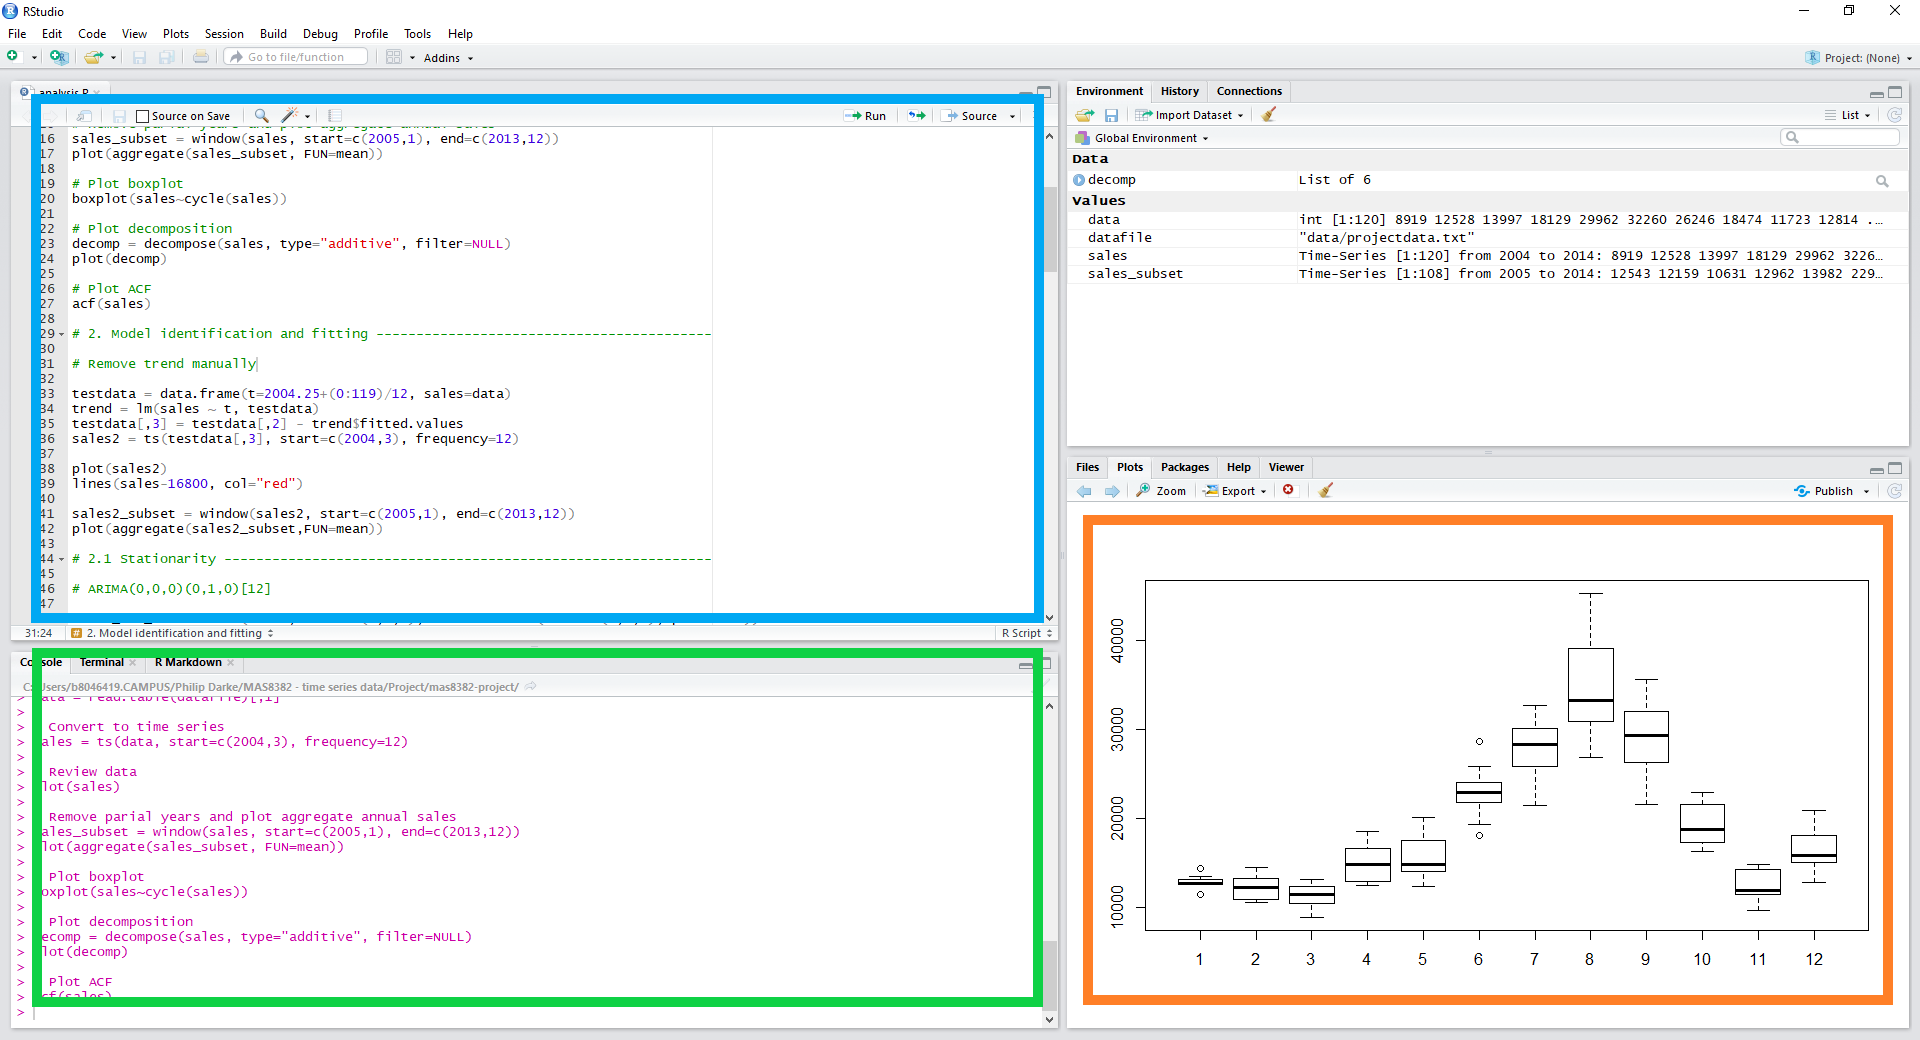 RStudio
File Edit Code View Plots Session Build Debug Profile Tools Help
Go to file/function Addins Project: (None)
analysis.R
Source on Save Run Source
16 sales_subset = window(sales, start=c(2005,1), end=c(2013,12))
17 plot(aggregate(sales_subset, FUN=mean))
18
19 # Plot boxplot
20 boxplot(sales~cycle(sales))
21
22 # Plot decomposition
23 decomp = decompose(sales, type="additive", filter=NULL)
24 plot(decomp)
25
26 # Plot ACF
27 acf(sales)
28
29 # 2. Model identification and fitting ------------------------------------------
30
31 # Remove trend manually
32
33 testdata = data.frame(t=2004.25+(0:119)/12, sales=data)
34 trend = lm(sales ~ t, testdata)
35 testdata[,3] = testdata[,2] - trend$fitted.values
36 sales2 = ts(testdata[,3], start=c(2004,3), frequency=12)
37
38 plot(sales2)
39 lines(sales-16800, col="red")
40
41 sales2_subset = window(sales2, start=c(2005,1), end=c(2013,12))
42 plot(aggregate(sales2_subset,FUN=mean))
43
44 # 2.1 Stationarity -------------------------------------------------------------
45
46 # ARIMA(0,0,0)(0,1,0)[12]
47
31:24 2. Model identification and fitting R Script
Console Terminal R Markdown
C:/Users/b8046419.CAMPUS/Philip Darke/MAS8382 - time series data/Project/mas8382-project/
> data = read.table(datafile)[,1]
>
> Convert to time series
> ales = ts(data, start=c(2004,3), frequency=12)
>
> Review data
> lot(sales)
>
> Remove parial years and plot aggregate annual sales
> ales_subset = window(sales, start=c(2005,1), end=c(2013,12))
> lot(aggregate(sales_subset, FUN=mean))
>
> Plot boxplot
> oxplot(sales~cycle(sales))
>
> Plot decomposition
> ecomp = decompose(sales, type="additive", filter=NULL)
> lot(decomp)
>
> Plot ACF
> cf(sales)
>
Environment History Connections
Import Dataset List
Global Environment
Data
decomp List of 6
Values
data int [1:120] 8919 12528 13997 18129 29962 32260 26246 18474 11723 12814 ...
datafile "data/projectdata.txt"
sales Time-Series [1:120] from 2004 to 2014: 8919 12528 13997 18129 29962 3226…
sales_subset Time-Series [1:108] from 2005 to 2014: 12543 12159 10631 12962 13982 229…
Files Plots Packages Help Viewer
Zoom Export Publish
40000
30000
20000
10000
1 2 3 4 5 6 7 8 9 10 11 12